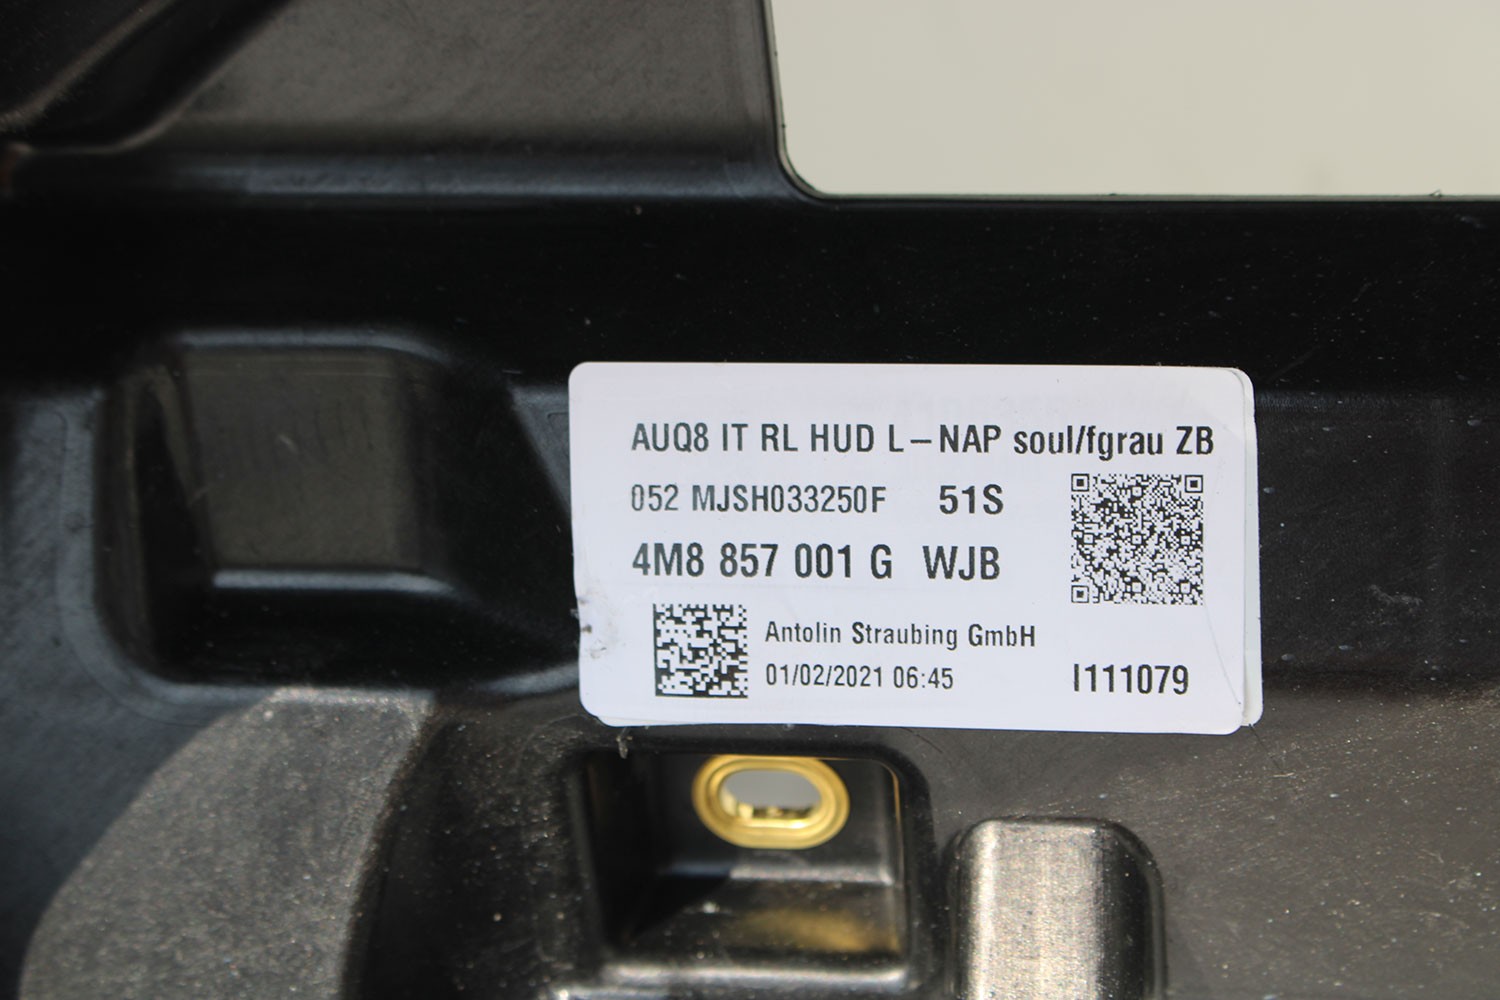 AUQ8 IT RL HUD L–NAP soul/fgrau ZB
052 MJSH033250F 51S
4M8 857 001 G WJB
Antolin Straubing GmbH
01/02/2021 06:45
I111079